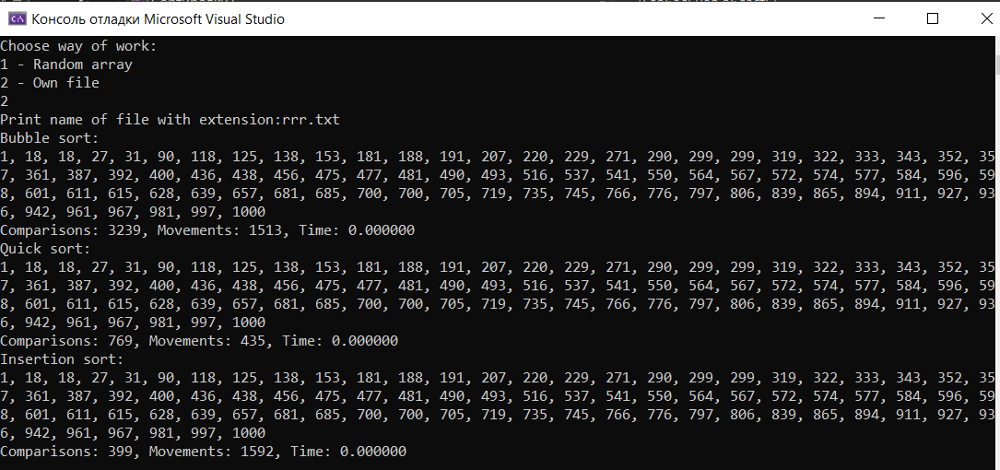 Консоль отладки Microsoft Visual Studio
Choose way of work:
1 - Random array
2 - Own file
2
Print name of file with extension:rrr.txt
Bubble sort:
1, 18, 18, 27, 31, 90, 118, 125, 138, 153, 181, 188, 191, 207, 220, 229, 271, 290, 299, 299, 319, 322, 333, 343, 352, 35
7, 361, 387, 392, 400, 436, 438, 456, 475, 477, 481, 490, 493, 516, 537, 541, 550, 564, 567, 572, 574, 577, 584, 596, 59
8, 601, 611, 615, 628, 639, 657, 681, 685, 700, 700, 705, 719, 735, 745, 766, 776, 797, 806, 839, 865, 894, 911, 927, 93
6, 942, 961, 967, 981, 997, 1000
Comparisons: 3239, Movements: 1513, Time: 0.000000
Quick sort:
1, 18, 18, 27, 31, 90, 118, 125, 138, 153, 181, 188, 191, 207, 220, 229, 271, 290, 299, 299, 319, 322, 333, 343, 352, 35
7, 361, 387, 392, 400, 436, 438, 456, 475, 477, 481, 490, 493, 516, 537, 541, 550, 564, 567, 572, 574, 577, 584, 596, 59
8, 601, 611, 615, 628, 639, 657, 681, 685, 700, 700, 705, 719, 735, 745, 766, 776, 797, 806, 839, 865, 894, 911, 927, 93
6, 942, 961, 967, 981, 997, 1000
Comparisons: 769, Movements: 435, Time: 0.000000
Insertion sort:
1, 18, 18, 27, 31, 90, 118, 125, 138, 153, 181, 188, 191, 207, 220, 229, 271, 290, 299, 299, 319, 322, 333, 343, 352, 35
7, 361, 387, 392, 400, 436, 438, 456, 475, 477, 481, 490, 493, 516, 537, 541, 550, 564, 567, 572, 574, 577, 584, 596, 59
8, 601, 611, 615, 628, 639, 657, 681, 685, 700, 700, 705, 719, 735, 745, 766, 776, 797, 806, 839, 865, 894, 911, 927, 93
6, 942, 961, 967, 981, 997, 1000
Comparisons: 399, Movements: 1592, Time: 0.000000